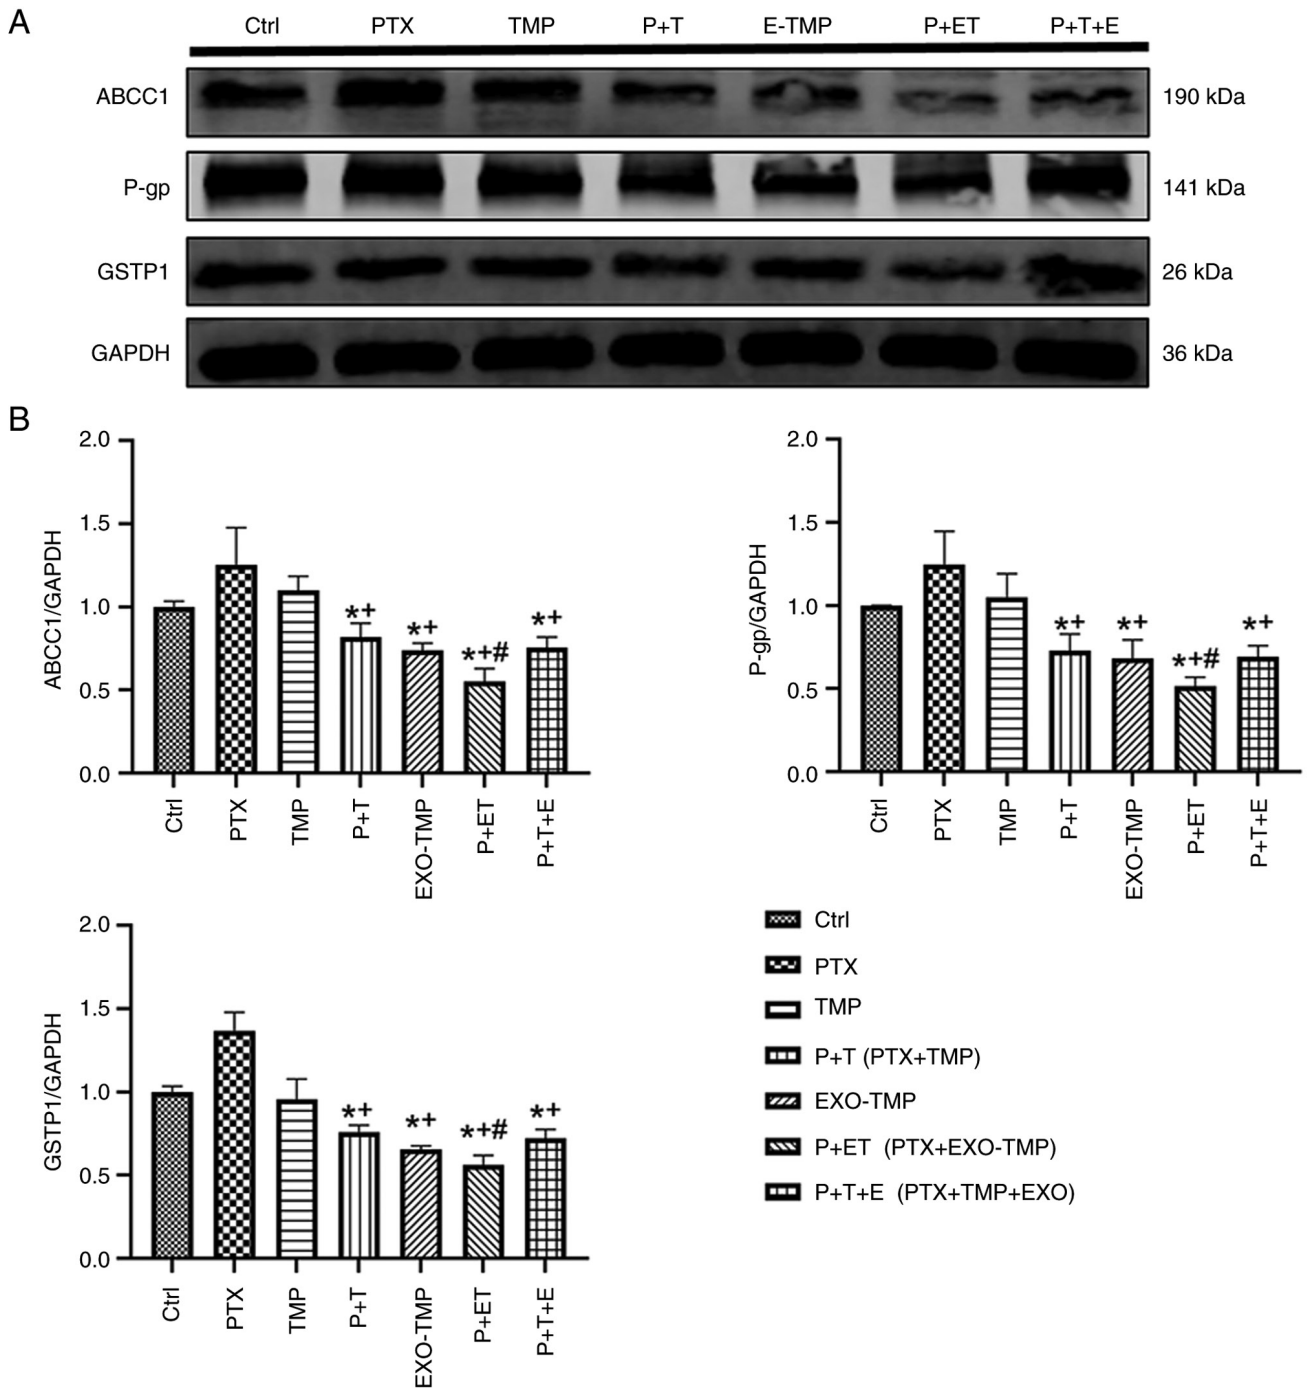 A
Ctrl PTX TMP P+T E-TMP P+ET P+T+E
ABCC1 190 kDa
P-gp 141 kDa
GSTP1 26 kDa
GAPDH 36 kDa
B
ABCC1/GAPDH
2.0
1.5
1.0
0.5
0.0
*+ *+ *+# *+
Ctrl PTX TMP P+T EXO-TMP P+ET P+T+E
P-gp/GAPDH
2.0
1.5
1.0
0.5
0.0
*+ *+ *+# *+
Ctrl PTX TMP P+T EXO-TMP P+ET P+T+E
GSTP1/GAPDH
2.0
1.5
1.0
0.5
0.0
*+ *+ *+# *+
Ctrl PTX TMP P+T EXO-TMP P+ET P+T+E
Ctrl
PTX
TMP
P+T (PTX+TMP)
EXO-TMP
P+ET (PTX+EXO-TMP)
P+T+E (PTX+TMP+EXO)